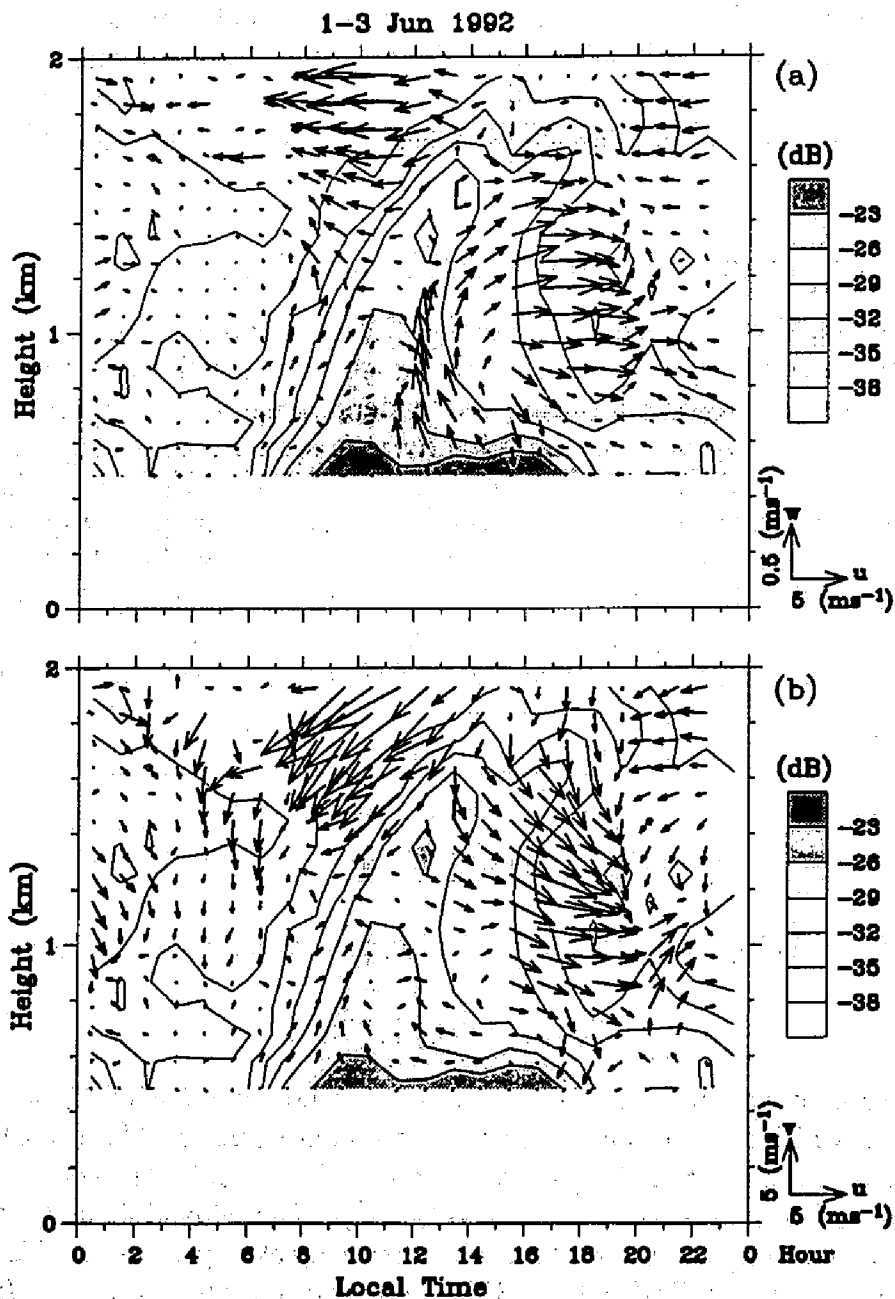 1-3 Jun 1992
(a)
2
1
0
Height (km)
(dB)
-23
-26
-29
-32
-35
-38
0.5 (ms-1)
w
u
5 (ms-1)
(b)
2
1
0
Height (km)
(dB)
-23
-26
-29
-32
-35
-38
5 (ms-1)
u
5 (ms-1)
0 2 4 6 8 10 12 14 16 18 20 22 0 Hour
Local Time